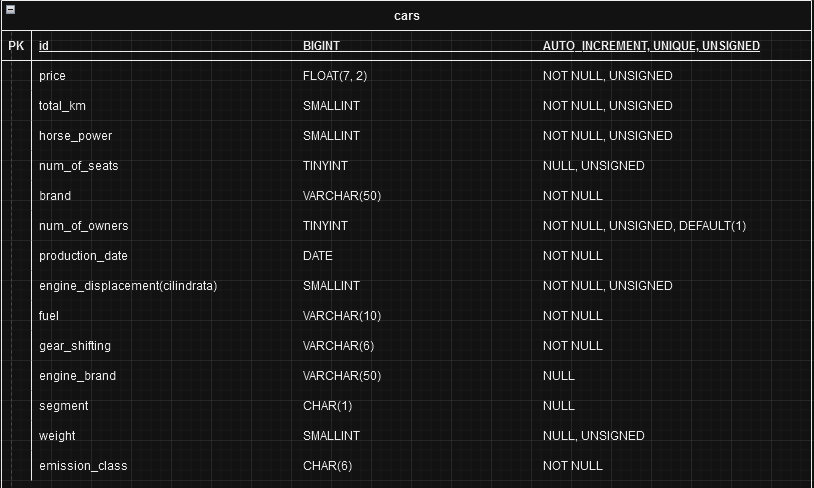 cars
PK id BIGINT AUTO_INCREMENT, UNIQUE, UNSIGNED
price FLOAT(7, 2) NOT NULL, UNSIGNED
total_km SMALLINT NOT NULL, UNSIGNED
horse_power SMALLINT NOT NULL, UNSIGNED
num_of_seats TINYINT NULL, UNSIGNED
brand VARCHAR(50) NOT NULL
num_of_owners TINYINT NOT NULL, UNSIGNED, DEFAULT(1)
production_date DATE NOT NULL
engine_displacement(cilindrata) SMALLINT NOT NULL, UNSIGNED
fuel VARCHAR(10) NOT NULL
gear_shifting VARCHAR(6) NOT NULL
engine_brand VARCHAR(50) NULL
segment CHAR(1) NULL
weight SMALLINT NULL, UNSIGNED
emission_class CHAR(6) NOT NULL